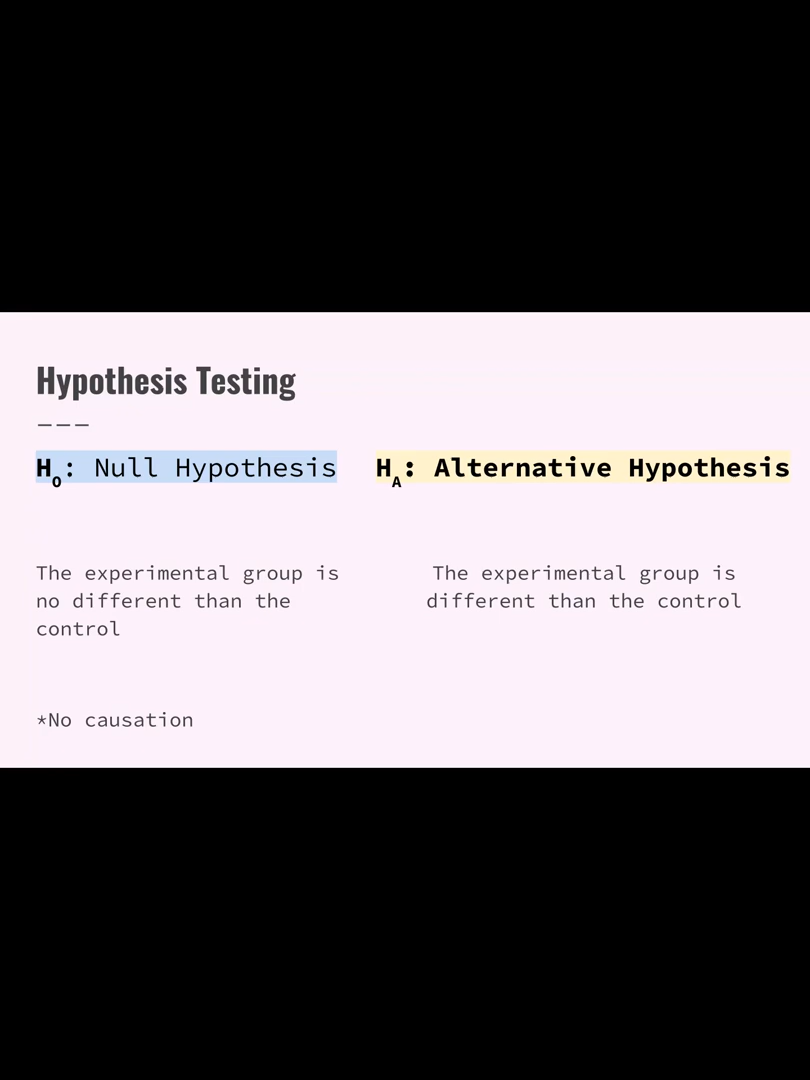 Hypothesis Testing
———
H0: Null Hypothesis
The experimental group is
no different than the
control
*No causation
HA: Alternative Hypothesis
The experimental group is
different than the control